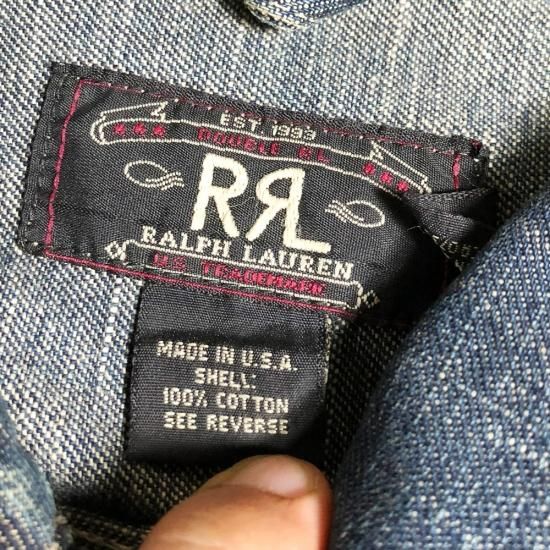 EST. 1993
DOUBLE RL
RRL
RALPH LAUREN
U.S. TRADEMARK
MADE IN U.S.A.
SHELL:
100% COTTON
SEE REVERSE